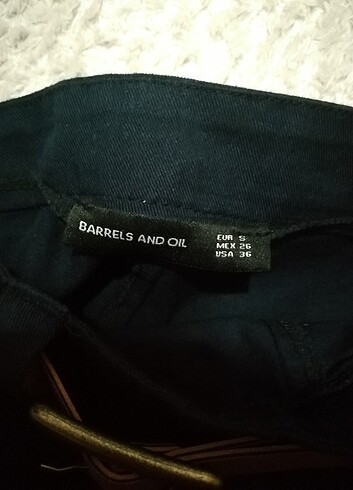 BARRELS AND OIL
EUR S
MEX 26
USA 36